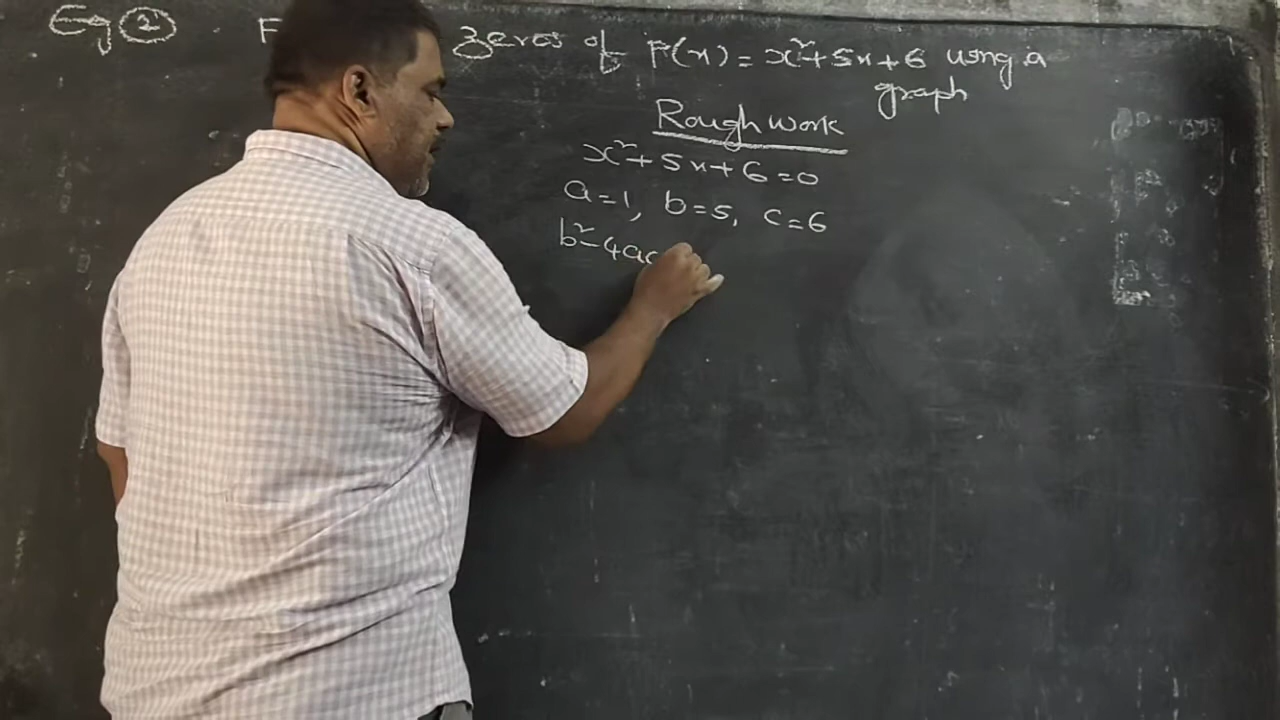 Eg ② F zeros of F(x) = x²+5x+6 using a
graph
Rough work
x²+5x+6=0
a=1, b=5, c=6
b²-4ac